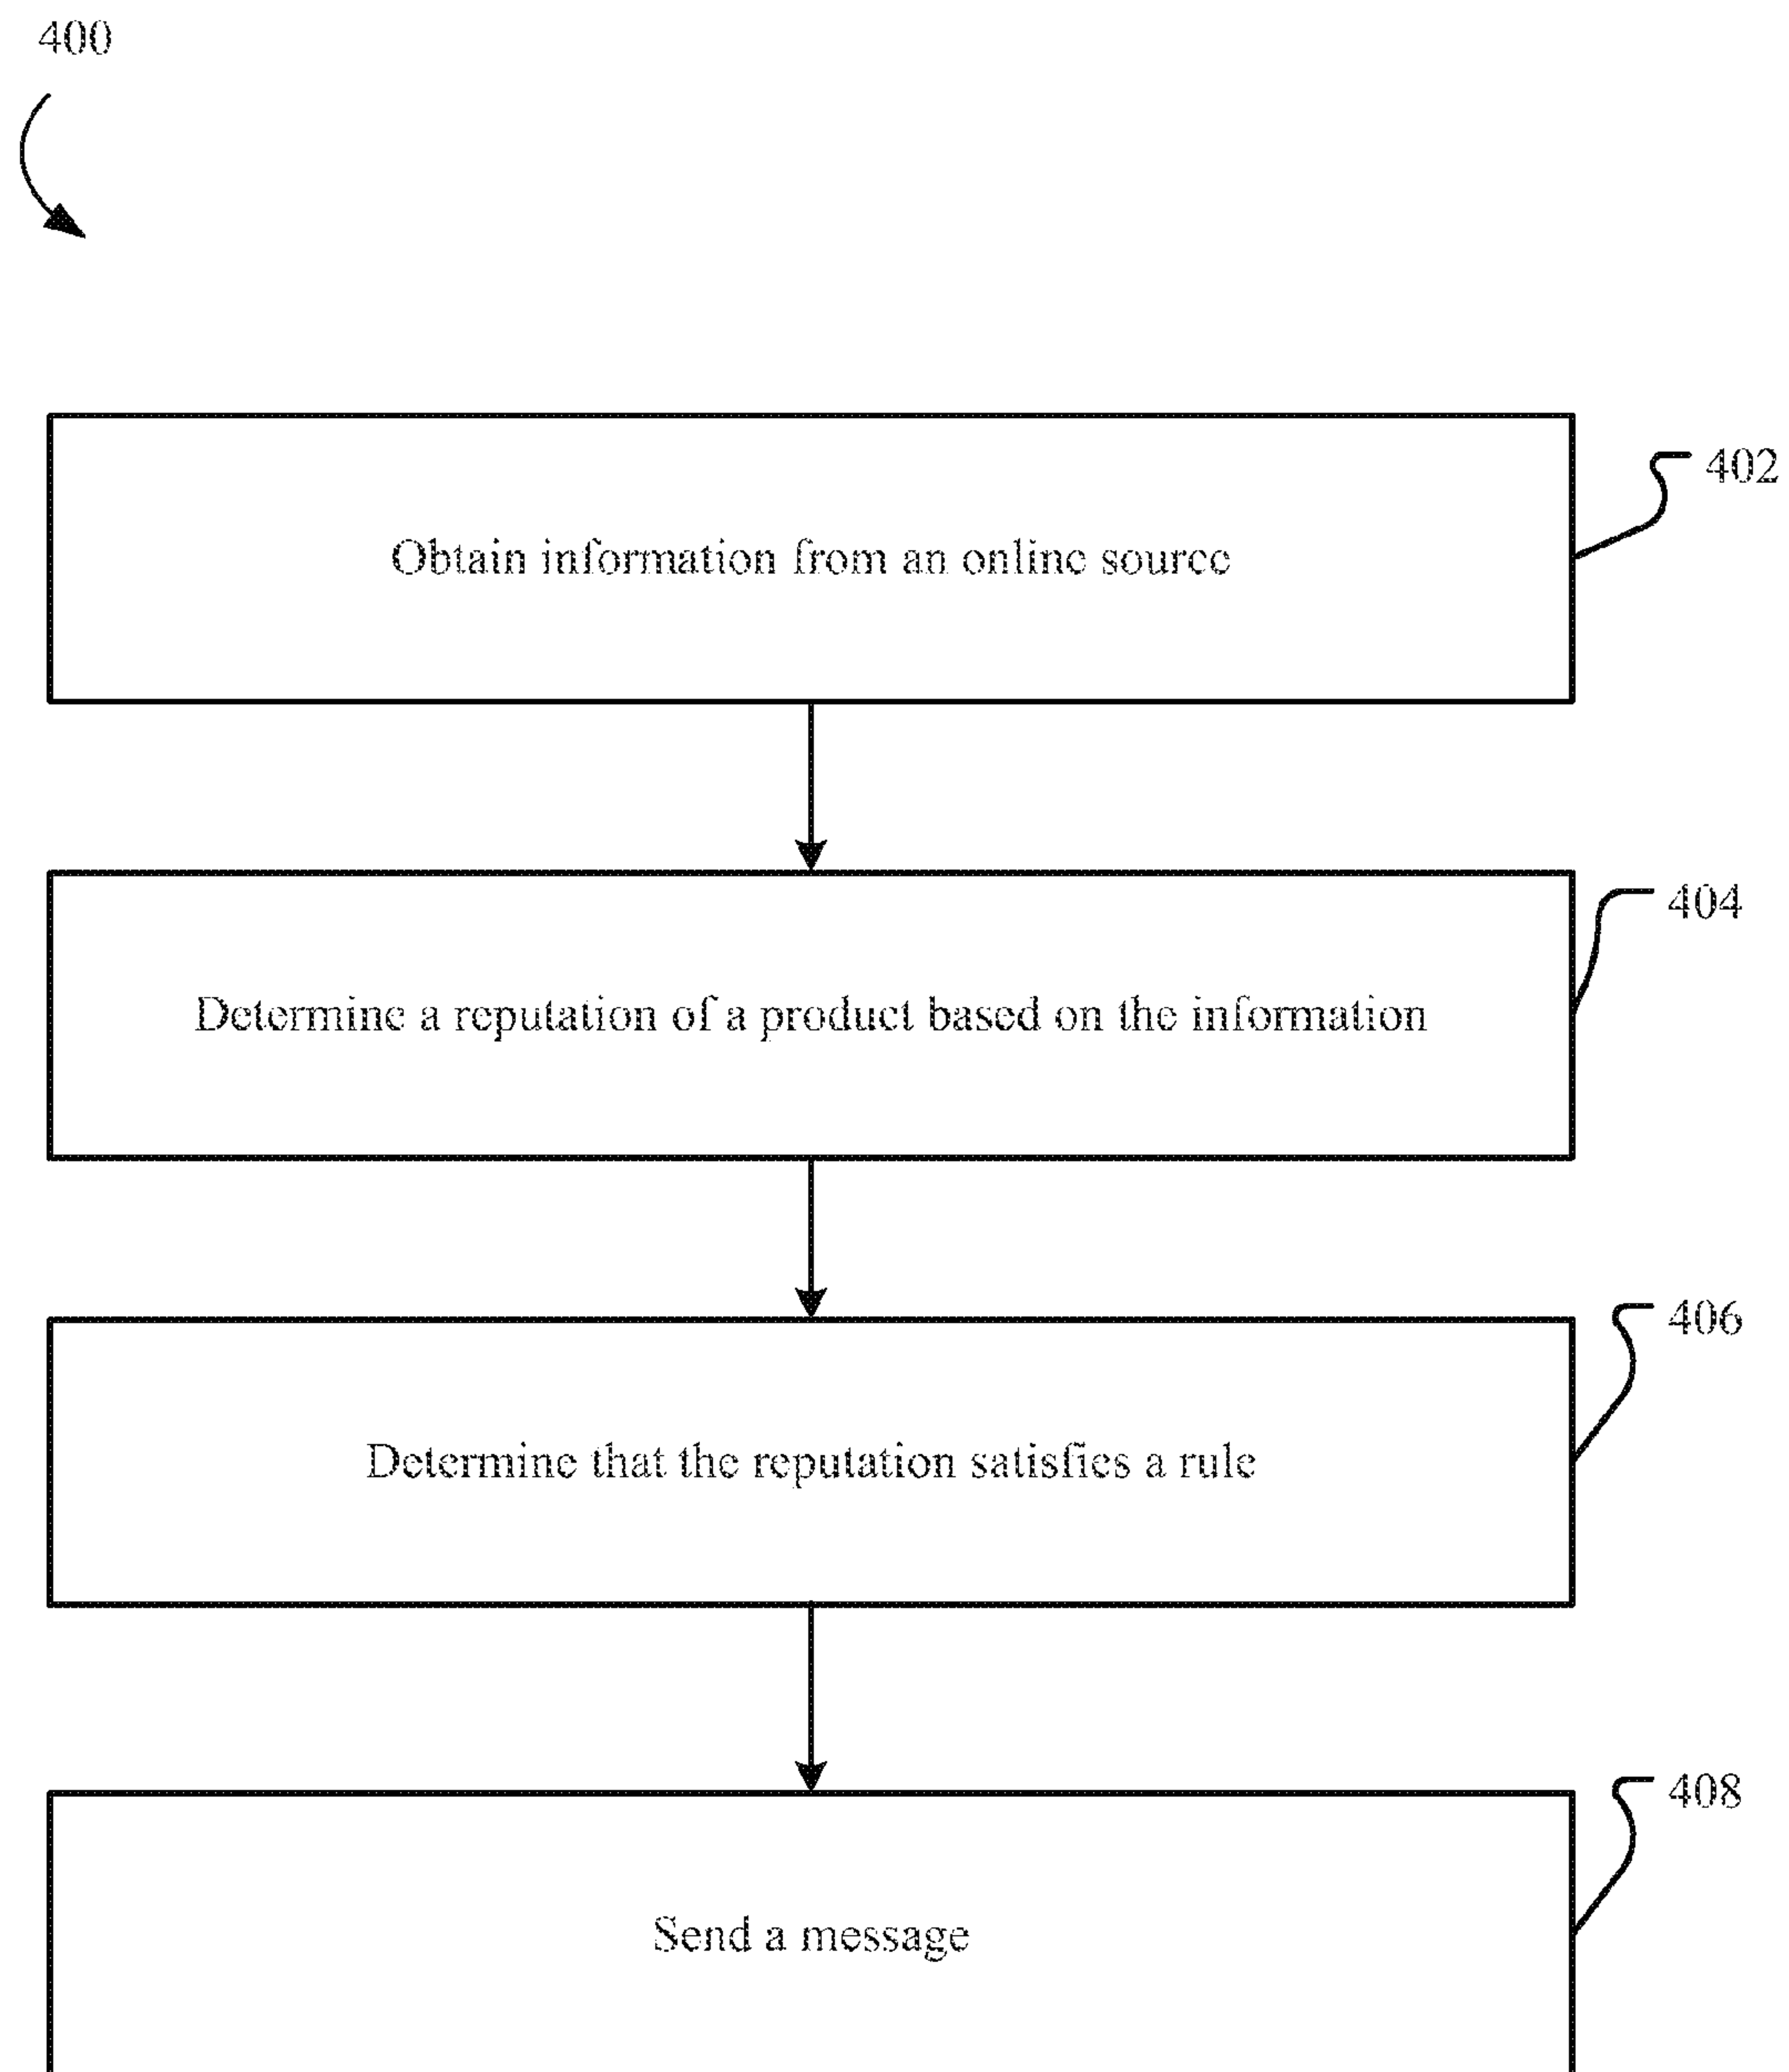 400
Obtain information from an online source
402
Determine a reputation of a product based on the information
404
Determine that the reputation satisfies a rule
406
Send a message
408